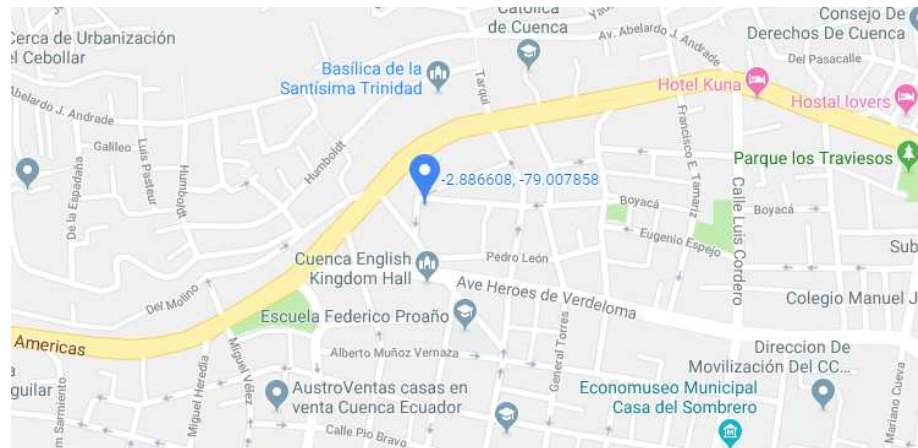 Católica
de Cuenca
Consejo De
Derechos De Cuenca
Cerca de Urbanización
el Cebollar
Av. Abelardo J. Andrade
Del Pasacalle
Basílica de la
Santísima Trinidad
Tarqui
Hotel Kuna
Hostal lovers
Abelardo J. Andrade
Galileo
Luis Pasteur
Humboldt
Humboldt
De la Espadaña
Francisco E. Tamariz
Parque los Traviesos
-2.886608, -79.007858
Boyacá
Boyacá
Calle Luis Cordero
Eugenio Espejo
Cuenca English
Kingdom Hall
Pedro León
Ave Heroes de Verdeloma
Sub
Del Molino
Colegio Manuel J
Escuela Federico Proaño
General Torres
Americas
Alberto Muñoz Vernaza
Direccion De
Movilización Del CC...
Miguel Vélez
Miguel Heredia
Economuseo Municipal
Casa del Sombrero
AustroVentas casas en
venta Cuenca Ecuador
Calle Pio Bravo
Mariano Cueva
m Sarmiento
guilar